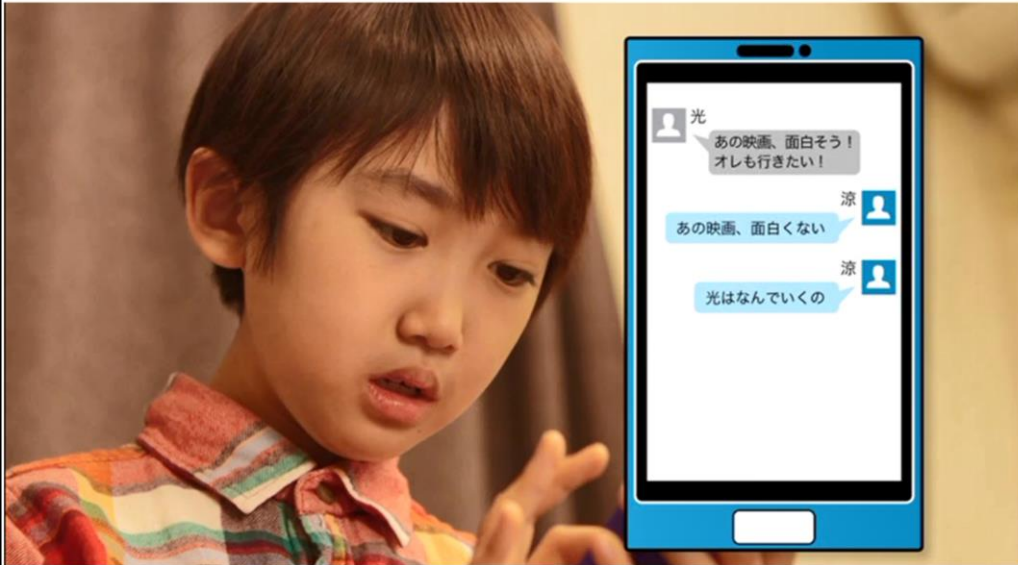 光
あの映画、面白そう！
オレも行きたい！
涼
あの映画、面白くない
涼
光はなんでいくの